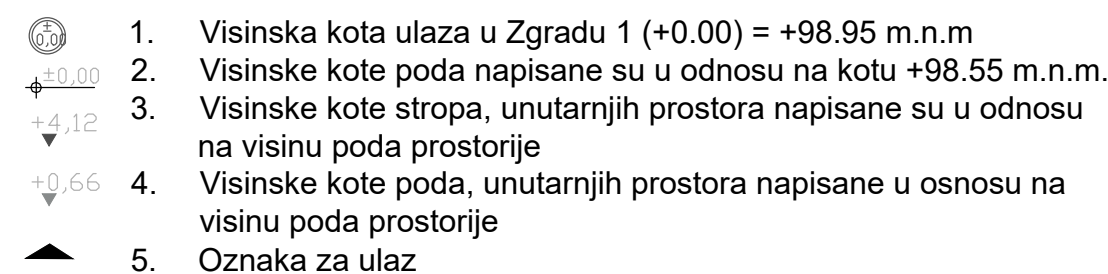 ±0,00 1. Visinska kota ulaza u Zgradu 1 (+0.00) = +98.95 m.n.m
±0,00 2. Visinske kote poda napisane su u odnosu na kotu +98.55 m.n.m.
+4,12 3. Visinske kote stropa, unutarnjih prostora napisane su u odnosu
na visinu poda prostorije
+0,66 4. Visinske kote poda, unutarnjih prostora napisane u osnosu na
visinu poda prostorije
5. Oznaka za ulaz